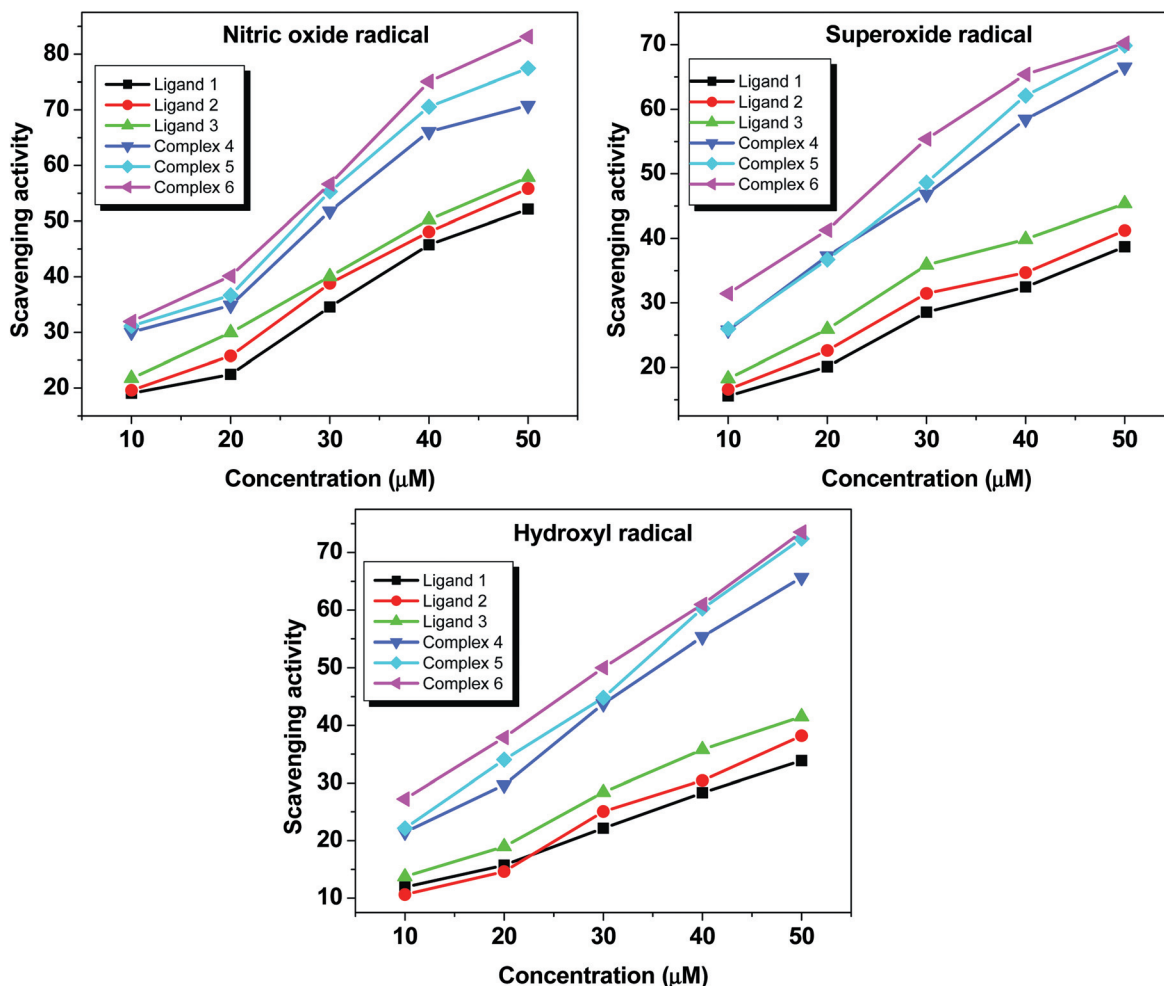 Nitric oxide radical
Ligand 1
Ligand 2
Ligand 3
Complex 4
Complex 5
Complex 6
Scavenging activity
80
70
60
50
40
30
20
10 20 30 40 50
Concentration (μM)
Superoxide radical
Ligand 1
Ligand 2
Ligand 3
Complex 4
Complex 5
Complex 6
Scavenging activity
70
60
50
40
30
20
10 20 30 40 50
Concentration (μM)
Hydroxyl radical
Ligand 1
Ligand 2
Ligand 3
Complex 4
Complex 5
Complex 6
Scavenging activity
70
60
50
40
30
20
10
10 20 30 40 50
Concentration (μM)